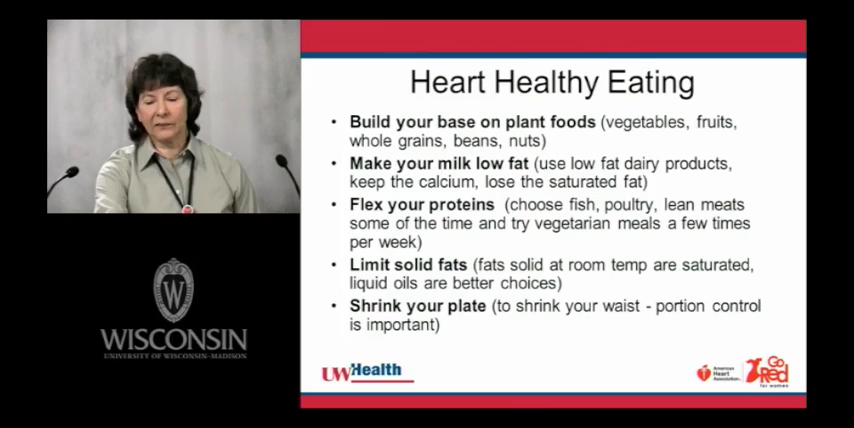 Heart Healthy Eating
• Build your base on plant foods (vegetables, fruits,
whole grains, beans, nuts)
• Make your milk low fat (use low fat dairy products,
keep the calcium, lose the saturated fat)
• Flex your proteins (choose fish, poultry, lean meats
some of the time and try vegetarian meals a few times
per week)
• Limit solid fats (fats solid at room temp are saturated,
liquid oils are better choices)
• Shrink your plate (to shrink your waist - portion control
is important)
W
WISCONSIN
UNIVERSITY OF WISCONSIN–MADISON
UWHealth
American
Heart
Association
Go
Red
for women